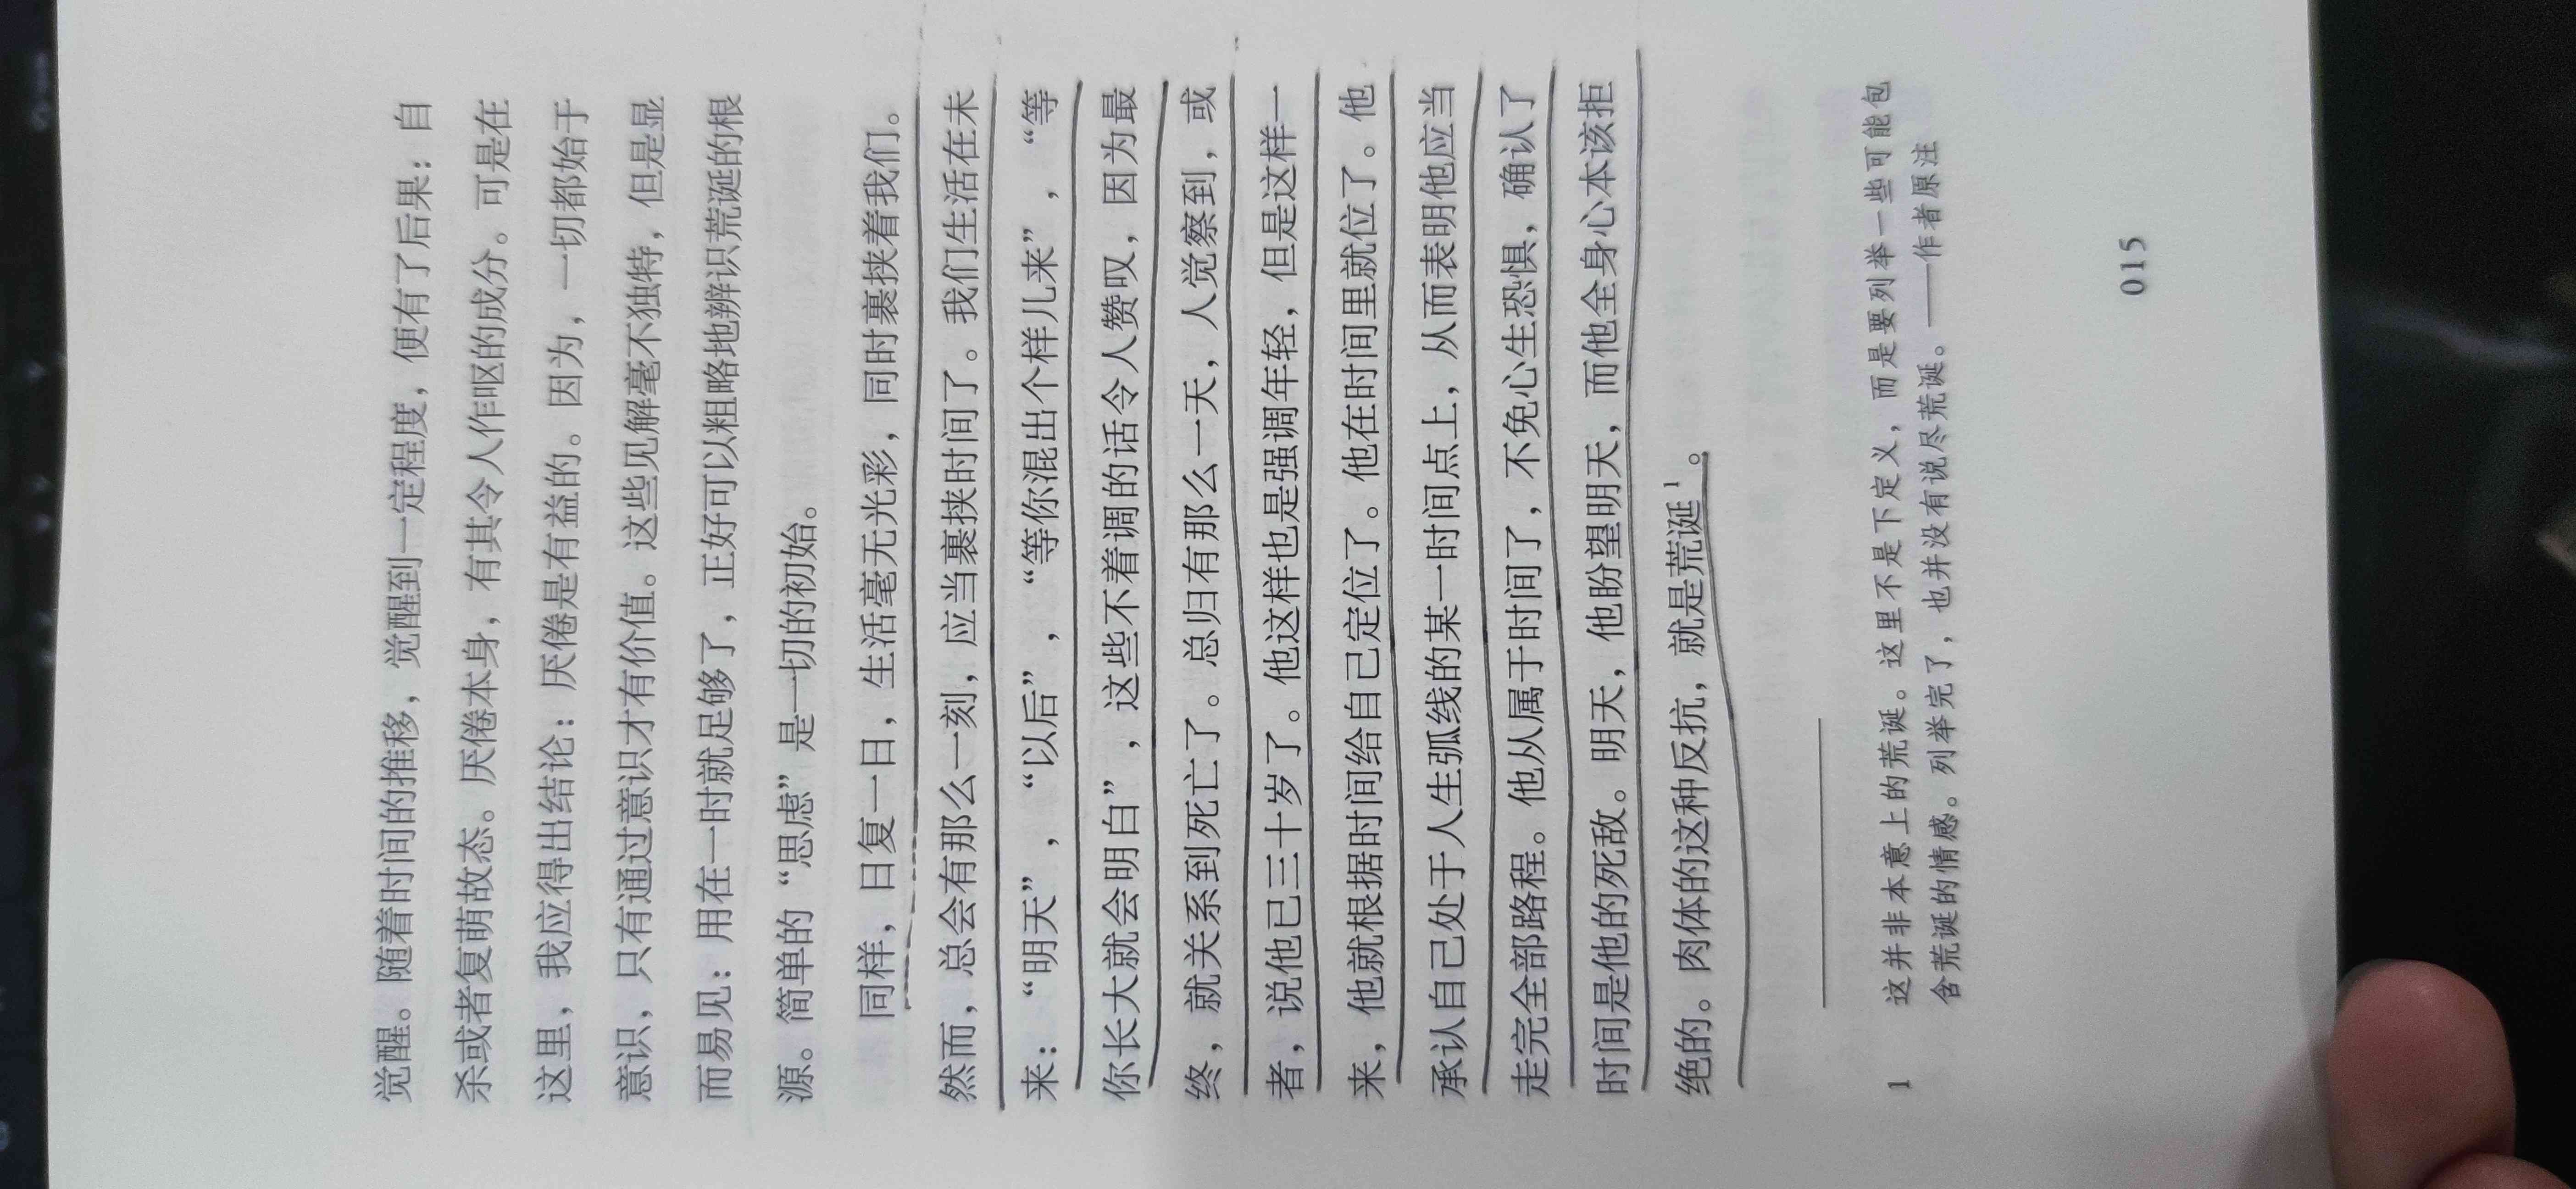 觉醒。随着时间的推移，觉醒到一定程度，便有了后果：自
杀或者复萌故态。厌倦本身，有其令人作呕的成分。可是在
这里，我应得出结论：厌倦是有益的。因为，一切都始于
意识，只有通过意识才有价值。这些见解毫不独特，但是显
而易见：用在一时就足够了，正好可以粗略地辨识荒诞的根
源。简单的“思虑”是一切的初始。
同样，日复一日，生活毫无光彩，同时裹挟着我们。
然而，总会有那么一刻，应当裹挟时间了。我们生活在未
来：“明天”，“以后”，“等你混出个样儿来”，“等
你长大就会明白”，这些不着调的话令人赞叹，因为最
终，就关系到死亡了。总归有那么一天，人觉察到，或
者，说他已三十岁了。他这样也是强调年轻，但是这样一
来，他就根据时间给自己定位了。他在时间里就位了。他
承认自己处于人生弧线的某一时间点上，从而表明他应当
走完全部路程。他从属于时间了，不免心生恐惧，确认了
时间是他的死敌。明天，他盼望明天，而他全身心本该拒
绝的。肉体的这种反抗，就是荒诞1。
1 这并非本意上的荒诞。这里不是下定义，而是要列举一些可能包
含荒诞的情感。列举完了，也并没有说尽荒诞。——作者原注
015